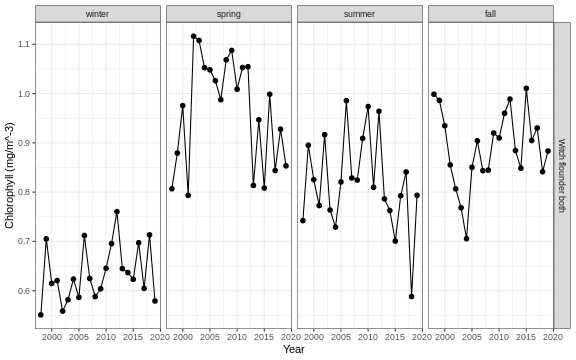 winter spring summer fall
Chlorophyll (mg/m^-3)
1.1
1.0
0.9
0.8
0.7
0.6
Witch flounder both
2000 2005 2010 2015 2020 2000 2005 2010 2015 2020 2000 2005 2010 2015 2020 2000 2005 2010 2015 2020
Year